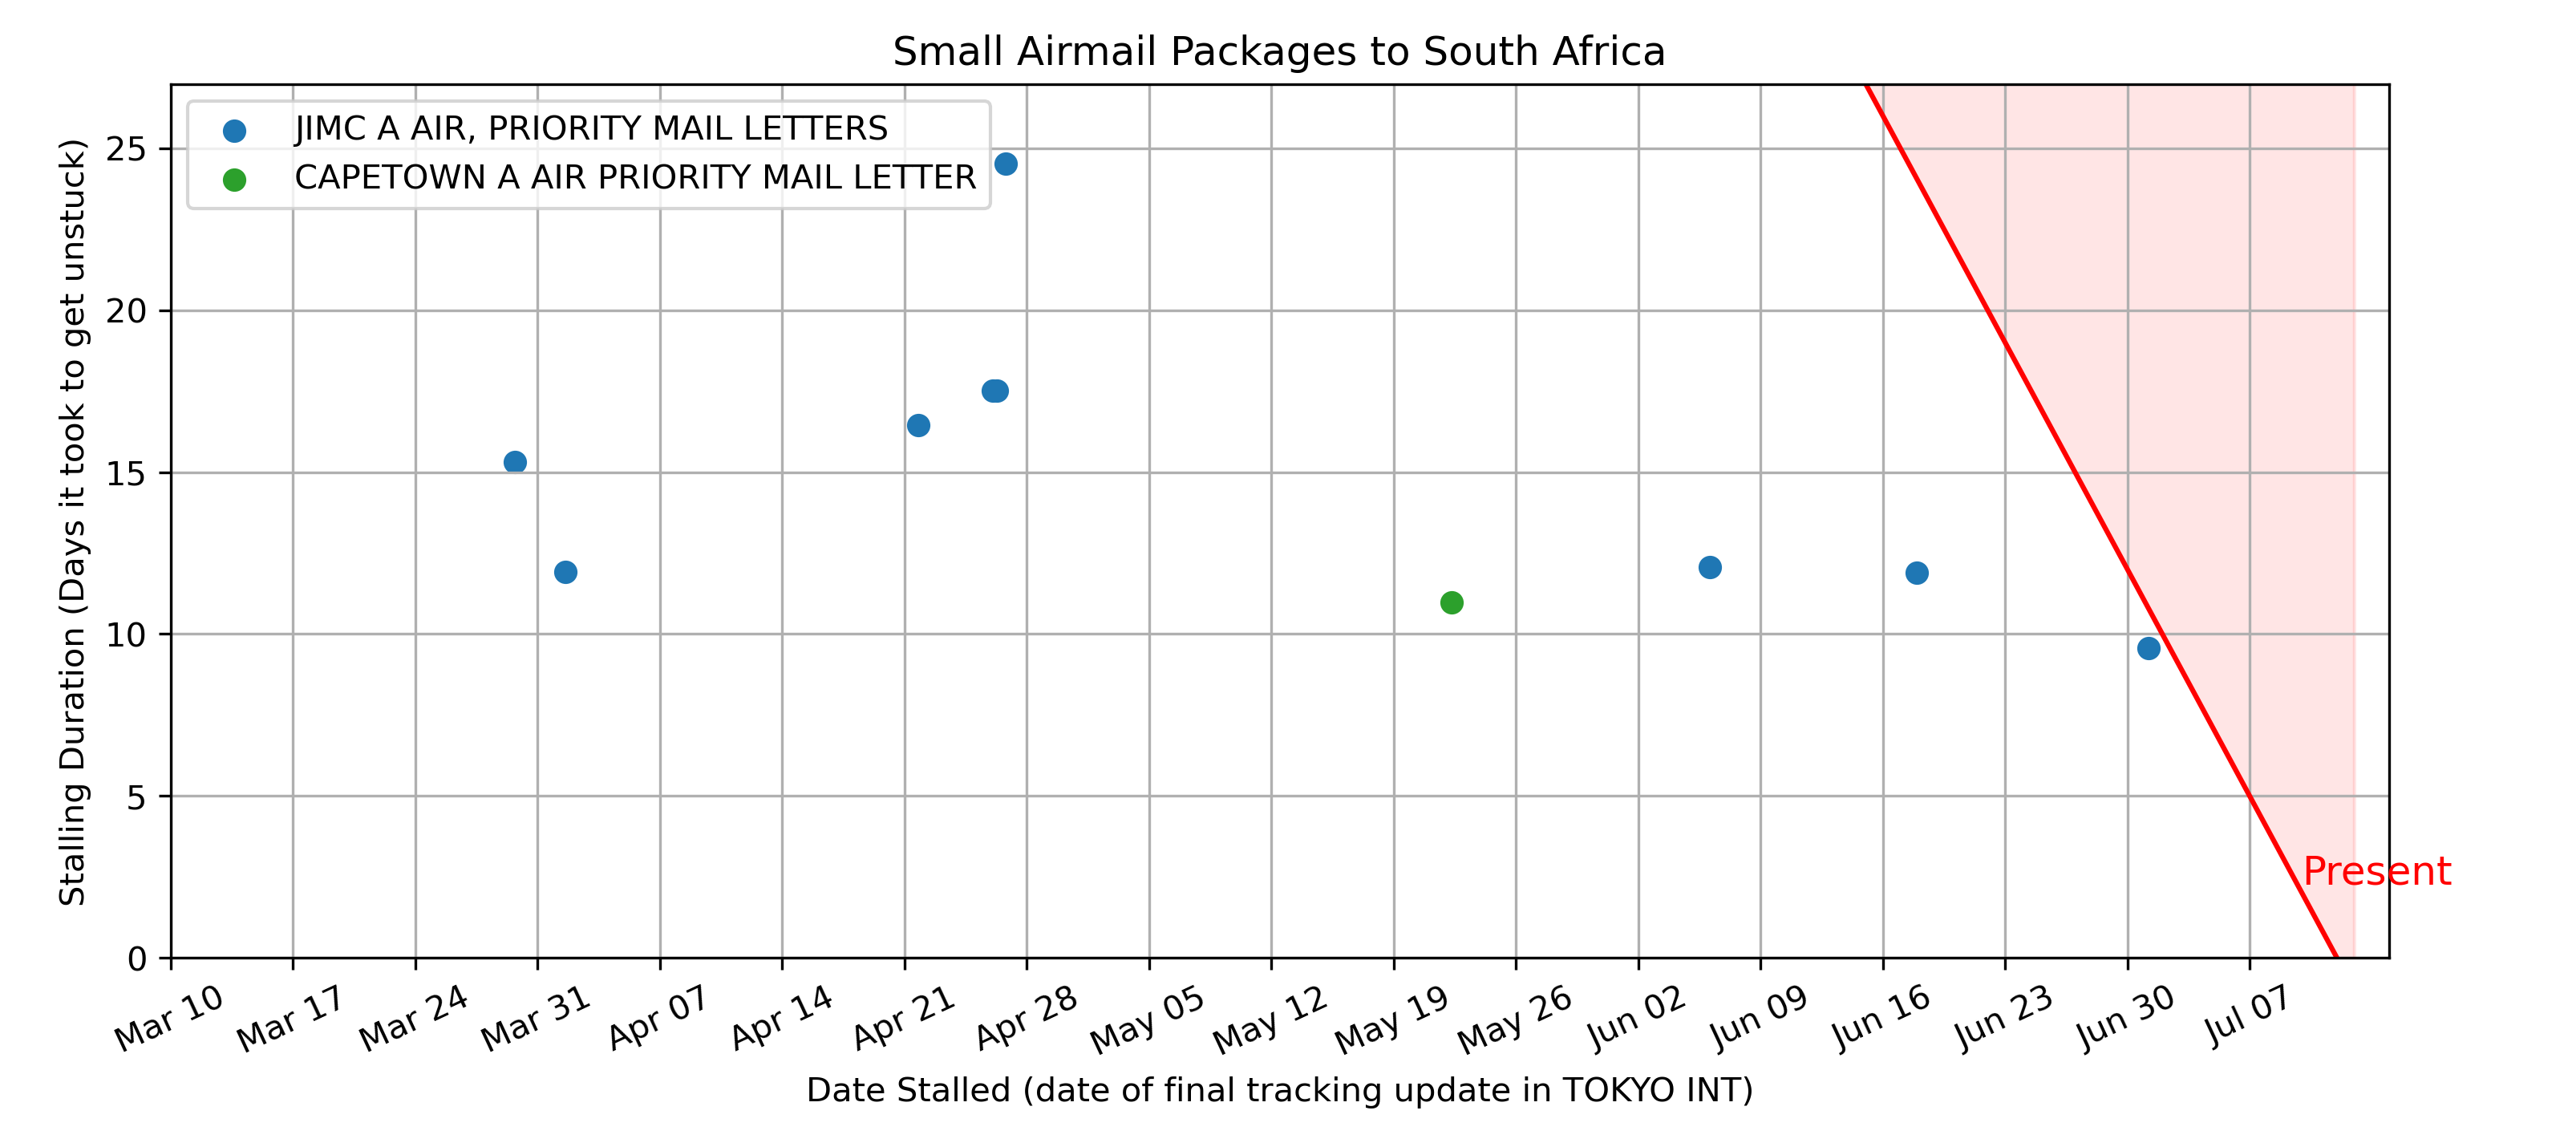 Small Airmail Packages to South Africa
JIMC A AIR, PRIORITY MAIL LETTERS
CAPETOWN A AIR PRIORITY MAIL LETTER
Stalling Duration (Days it took to get unstuck)
25
20
15
10
5
0
Present
Mar 10
Mar 17
Mar 24
Mar 31
Apr 07
Apr 14
Apr 21
Apr 28
May 05
May 12
May 19
May 26
Jun 02
Jun 09
Jun 16
Jun 23
Jun 30
Jul 07
Date Stalled (date of final tracking update in TOKYO INT)